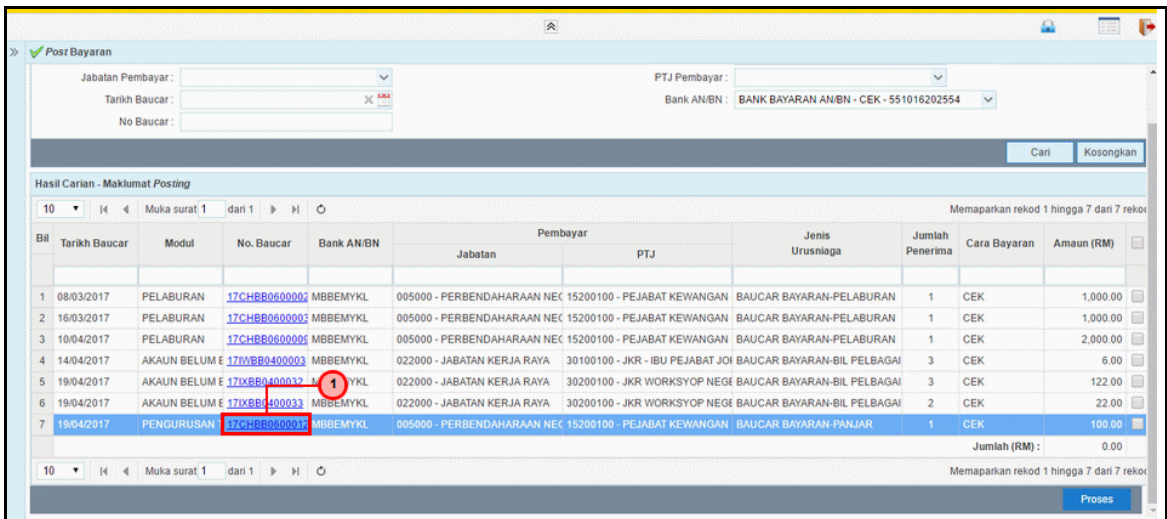 Post Bayaran
Jabatan Pembayar : PTJ Pembayar :
Tarikh Baucar : Bank AN/BN : BANK BAYARAN AN/BN - CEK - 551016202554
No Baucar :
Cari Kosongkan
Hasil Carian - Maklumat Posting
10 Muka surat 1 dari 1 Memaparkan rekod 1 hingga 7 dari 7 rekod
Bil Tarikh Baucar Modul No. Baucar Bank AN/BN Pembayar Jenis Urusniaga Jumlah Penerima Cara Bayaran Amaun (RM)
Jabatan PTJ
1 08/03/2017 PELABURAN 17CHBB0600002 MBBEMYKL 005000 - PERBENDAHARAAN NEG 15200100 - PEJABAT KEWANGAN BAUCAR BAYARAN-PELABURAN 1 CEK 1,000.00
2 16/03/2017 PELABURAN 17CHBB0600003 MBBEMYKL 005000 - PERBENDAHARAAN NEG 15200100 - PEJABAT KEWANGAN BAUCAR BAYARAN-PELABURAN 1 CEK 1,000.00
3 10/04/2017 PELABURAN 17CHBB0600009 MBBEMYKL 005000 - PERBENDAHARAAN NEG 15200100 - PEJABAT KEWANGAN BAUCAR BAYARAN-PELABURAN 1 CEK 2,000.00
4 14/04/2017 AKAUN BELUM B 17IWBB0400003 MBBEMYKL 022000 - JABATAN KERJA RAYA 30100100 - JKR - IBU PEJABAT JOH BAUCAR BAYARAN-BIL PELBAGAI 3 CEK 6.00
5 19/04/2017 AKAUN BELUM B 17IXBB0400032 YKL 022000 - JABATAN KERJA RAYA 30200100 - JKR WORKSYOP NEGE BAUCAR BAYARAN-BIL PELBAGAI 3 CEK 122.00
1
6 19/04/2017 AKAUN BELUM B 17IXBB0400033 MBBEMYKL 022000 - JABATAN KERJA RAYA 30200100 - JKR WORKSYOP NEGE BAUCAR BAYARAN-BIL PELBAGAI 2 CEK 22.00
7 19/04/2017 PENGURUSAN 17CHBB0600012 MBBEMYKL 005000 - PERBENDAHARAAN NEG 15200100 - PEJABAT KEWANGAN BAUCAR BAYARAN-PANJAR 1 CEK 100.00
Jumlah (RM) : 0.00
10 Muka surat 1 dari 1 Memaparkan rekod 1 hingga 7 dari 7 rekod
Proses